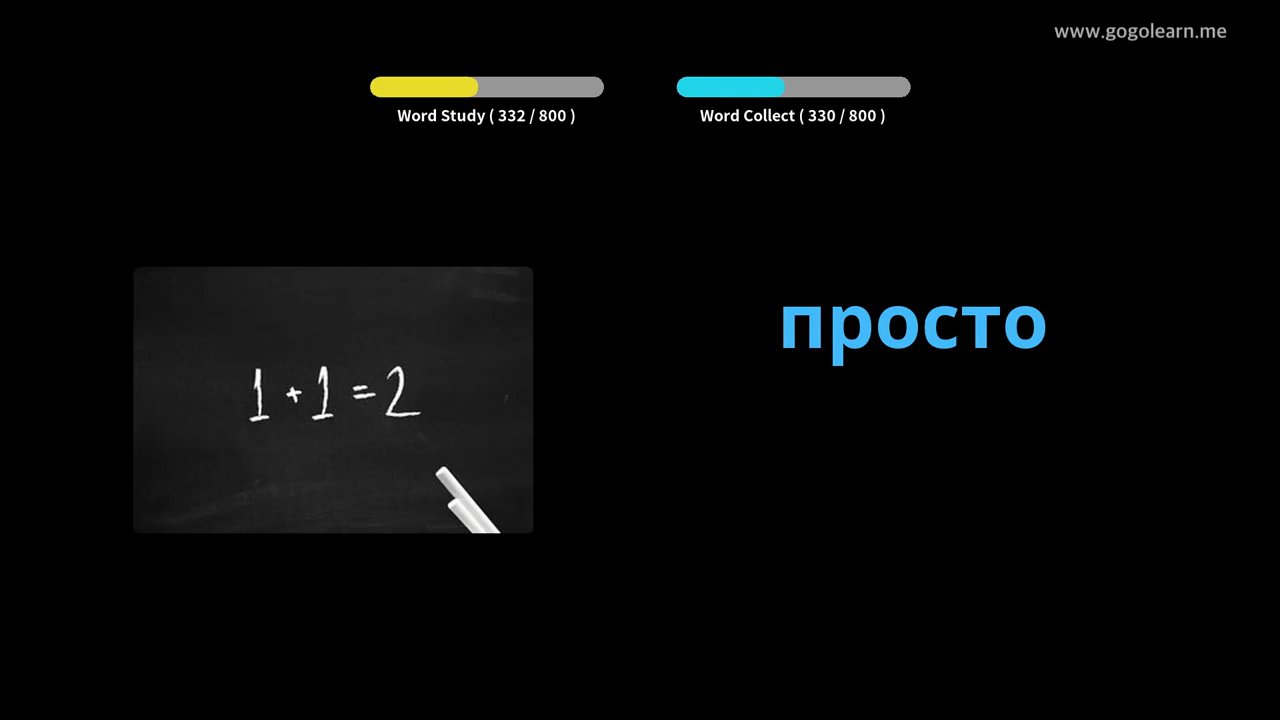 www.gogolearn.me
Word Study ( 332 / 800 )
Word Collect ( 330 / 800 )
просто
1 + 1 = 2